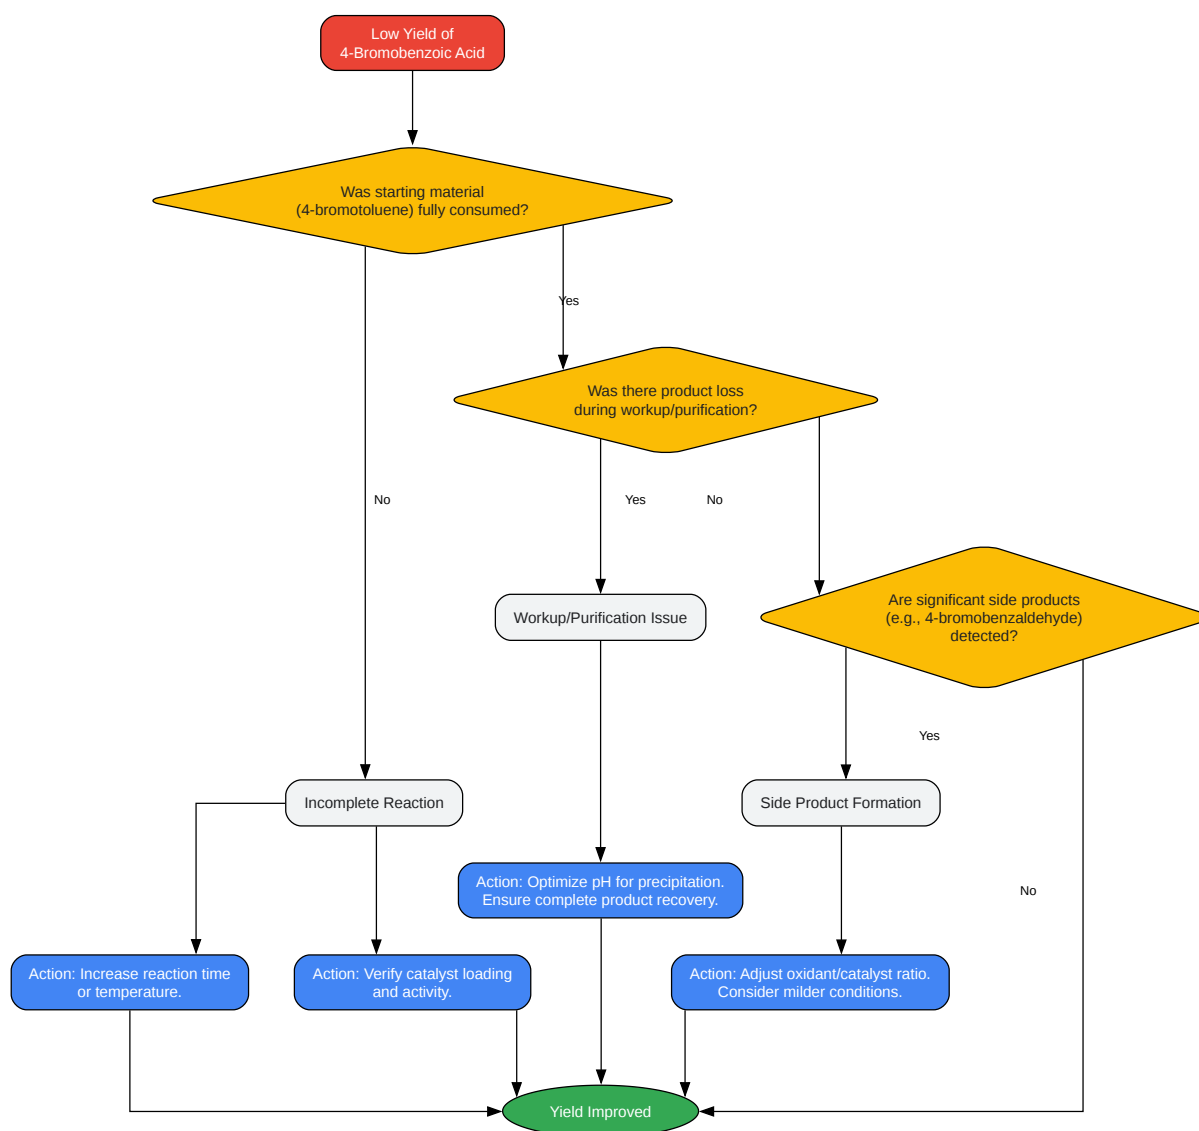 Low Yield of
4-Bromobenzoic Acid
Was starting material
(4-bromotoluene) fully consumed?
Yes
Was there product loss
during workup/purification?
No
Yes
No
Are significant side products
(e.g., 4-bromobenzaldehyde)
detected?
Workup/Purification Issue
Yes
Incomplete Reaction
Side Product Formation
Action: Optimize pH for precipitation.
Ensure complete product recovery.
No
Action: Increase reaction time
or temperature.
Action: Verify catalyst loading
and activity.
Action: Adjust oxidant/catalyst ratio.
Consider milder conditions.
Yield Improved